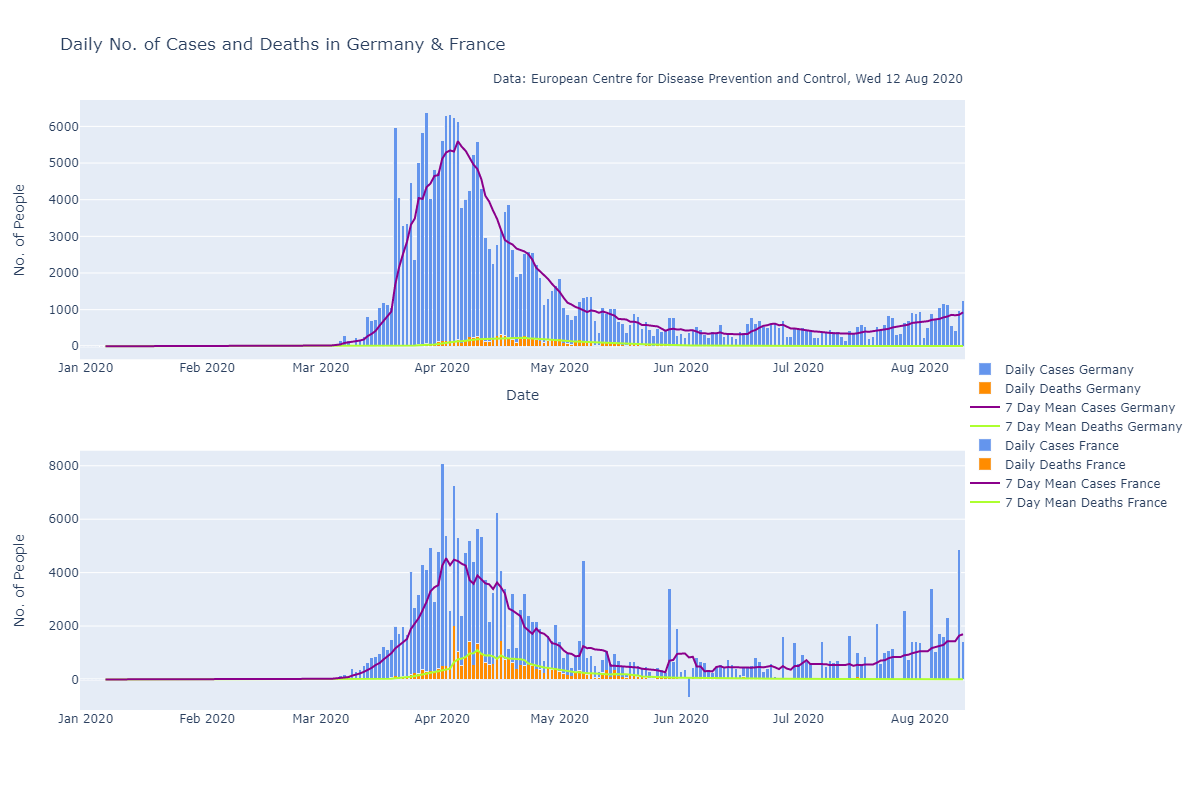 Daily No. of Cases and Deaths in Germany & France
Data: European Centre for Disease Prevention and Control, Wed 12 Aug 2020
No. of People
6000
5000
4000
3000
2000
1000
0
Jan 2020 Feb 2020 Mar 2020 Apr 2020 May 2020 Jun 2020 Jul 2020 Aug 2020
Date
Daily Cases Germany
Daily Deaths Germany
7 Day Mean Cases Germany
7 Day Mean Deaths Germany
Daily Cases France
Daily Deaths France
7 Day Mean Cases France
7 Day Mean Deaths France
No. of People
8000
6000
4000
2000
0
Jan 2020 Feb 2020 Mar 2020 Apr 2020 May 2020 Jun 2020 Jul 2020 Aug 2020